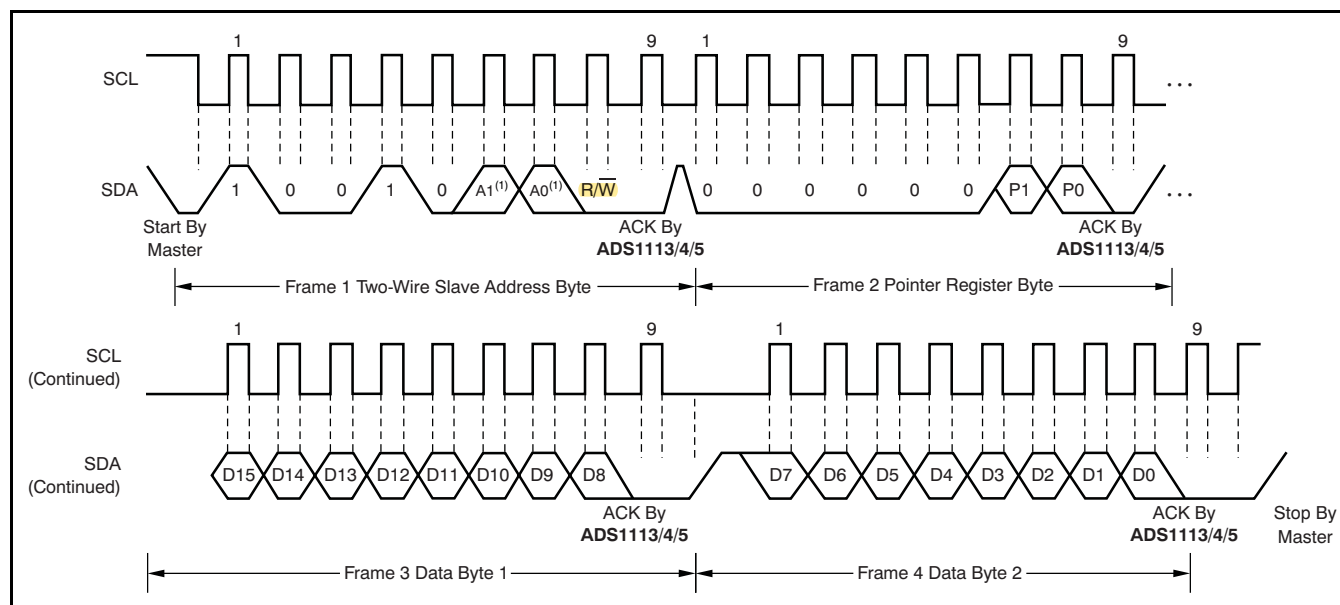 1 9 1 9
SCL ...
SDA 1 0 0 1 0 A1(1) A0(1) R/W̅ 0 0 0 0 0 0 P1 P0 ...
Start By Master
ACK By ADS1113/4/5
ACK By ADS1113/4/5
Frame 1 Two-Wire Slave Address Byte
Frame 2 Pointer Register Byte
1 9 1 9
SCL (Continued)
SDA (Continued)
D15 D14 D13 D12 D11 D10 D9 D8 D7 D6 D5 D4 D3 D2 D1 D0
ACK By ADS1113/4/5
ACK By ADS1113/4/5
Stop By Master
Frame 3 Data Byte 1
Frame 4 Data Byte 2